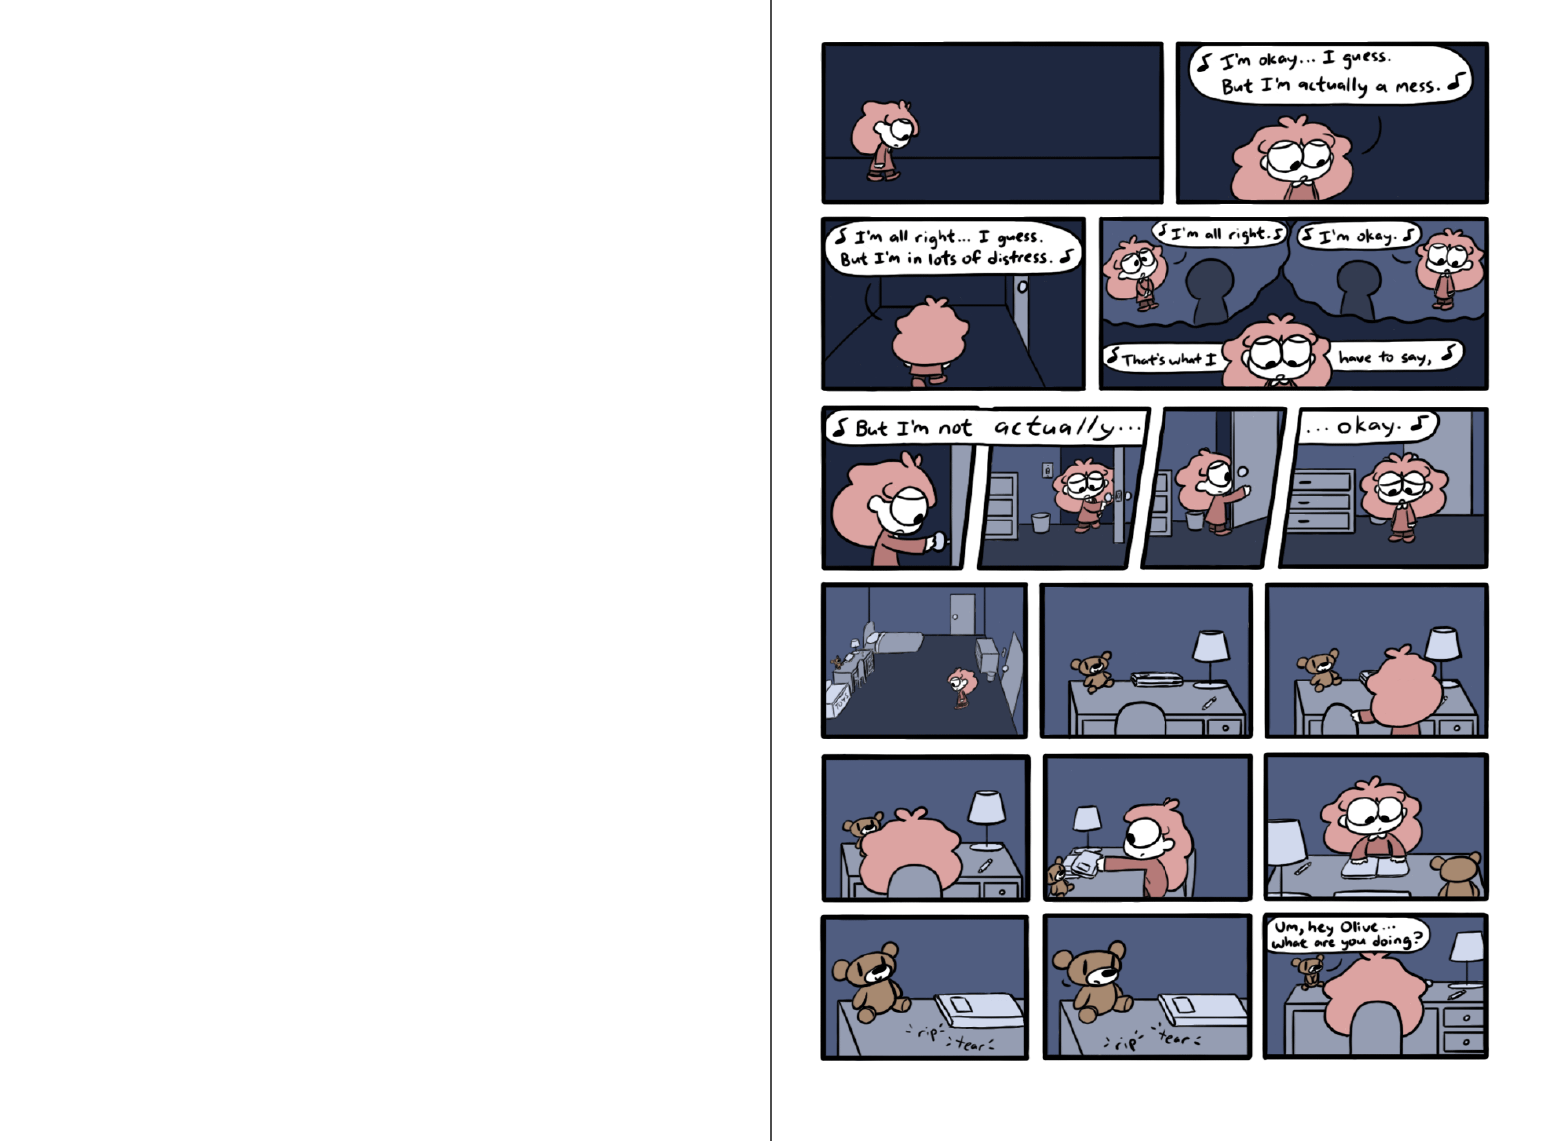 I'm okay... I guess.
But I'm actually a mess.
I'm all right... I guess.
But I'm in lots of distress.
I'm all right.
I'm okay.
That's what I have to say,
But I'm not actually...
...okay.
TOYS
rip
tear
rip
tear
Um, hey Olive...
what are you doing?